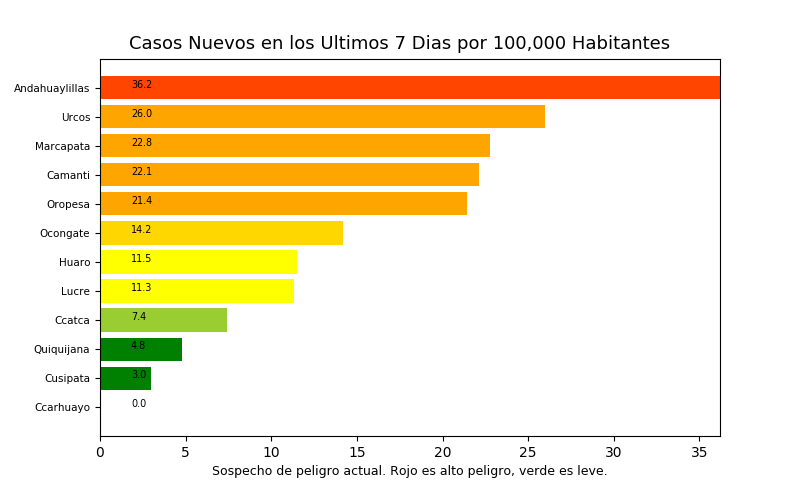 Casos Nuevos en los Ultimos 7 Dias por 100,000 Habitantes
Andahuaylillas 36.2
Urcos 26.0
Marcapata 22.8
Camanti 22.1
Oropesa 21.4
Ocongate 14.2
Huaro 11.5
Lucre 11.3
Ccatca 7.4
Quiquijana 4.8
Cusipata 3.0
Ccarhuayo 0.0
0 5 10 15 20 25 30 35
Sospecho de peligro actual. Rojo es alto peligro, verde es leve.